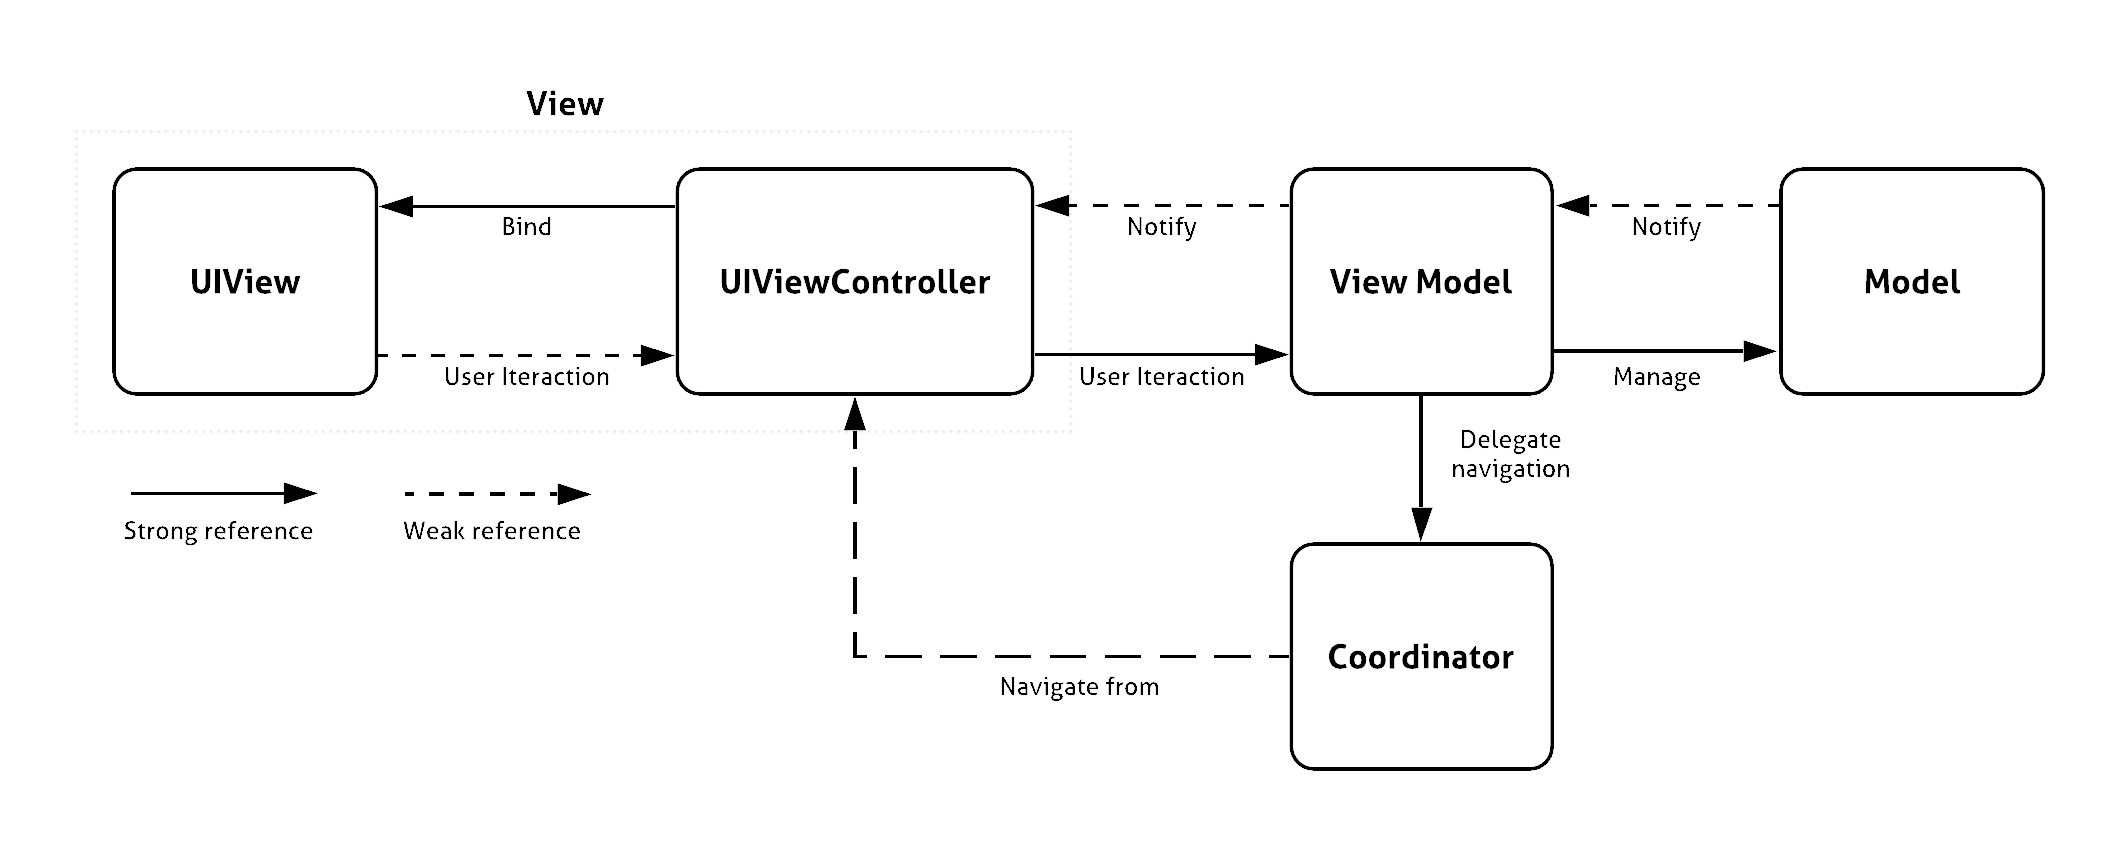 View
UIView
Bind
User Iteraction
UIViewController
Notify
User Iteraction
View Model
Notify
Manage
Model
Delegate
navigation
Strong reference
Weak reference
Coordinator
Navigate from